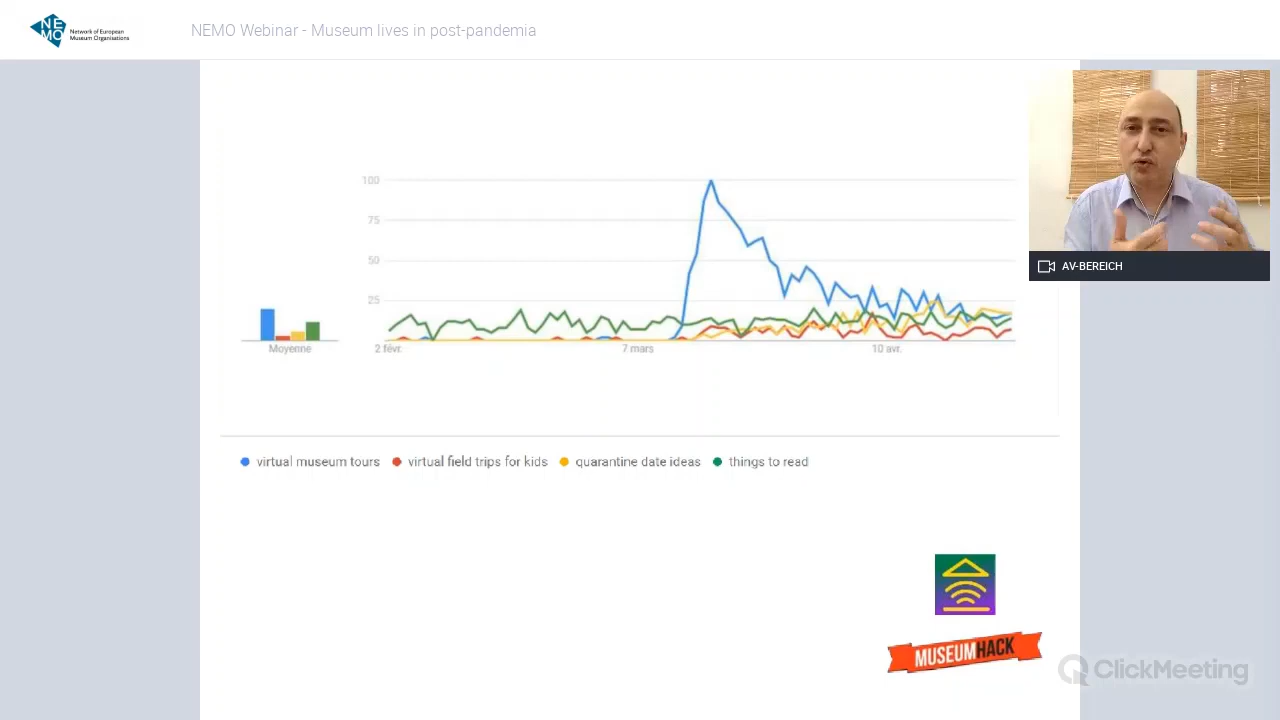 NEMO
Network of European
Museum Organisations
NEMO Webinar - Museum lives in post-pandemia
AV-BEREICH
100
75
50
25
Moyenne
2 févr.
7 mars
10 avr.
virtual museum tours
virtual field trips for kids
quarantine date ideas
things to read
MUSEUMHACK
ClickMeeting